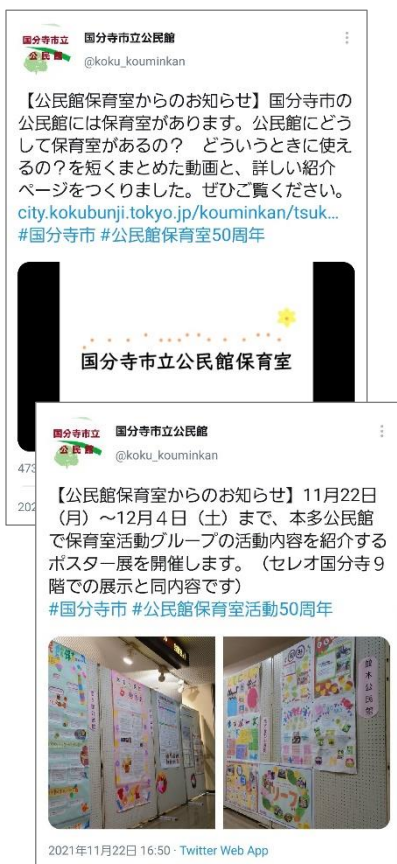 国分寺市立
公民館
国分寺市立公民館
@koku_kouminkan
【公民館保育室からのお知らせ】国分寺市の
公民館には保育室があります。公民館にどう
して保育室があるの？　どういうときに使え
るの？を短くまとめた動画と、詳しい紹介
ページをつくりました。ぜひご覧ください。
city.kokubunji.tokyo.jp/kouminkan/tsuk...
#国分寺市 #公民館保育室50周年
国分寺市立公民館保育室
473
202
国分寺市立
公民館
国分寺市立公民館
@koku_kouminkan
【公民館保育室からのお知らせ】11月22日
（月）～12月４日（土）まで、本多公民館
で保育室活動グループの活動内容を紹介する
ポスター展を開催します。（セレオ国分寺９
階での展示と同内容です）
#国分寺市 #公民館保育室活動50周年
2021年11月22日 16:50 · Twitter Web App